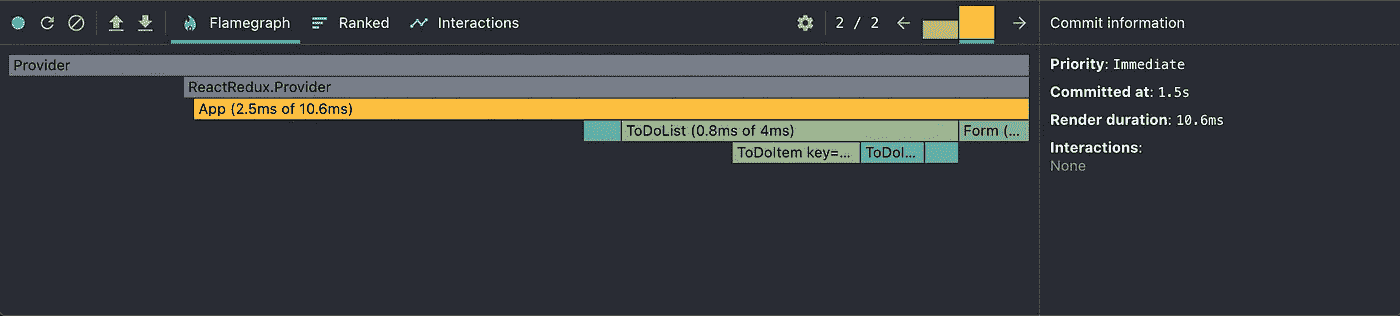 Flamegraph Ranked Interactions 2 / 2 Commit information
Provider
ReactRedux.Provider
App (2.5ms of 10.6ms)
ToDoList (0.8ms of 4ms) Form (...
ToDoItem key=... ToDoI...
Priority: Immediate
Committed at: 1.5s
Render duration: 10.6ms
Interactions:
None